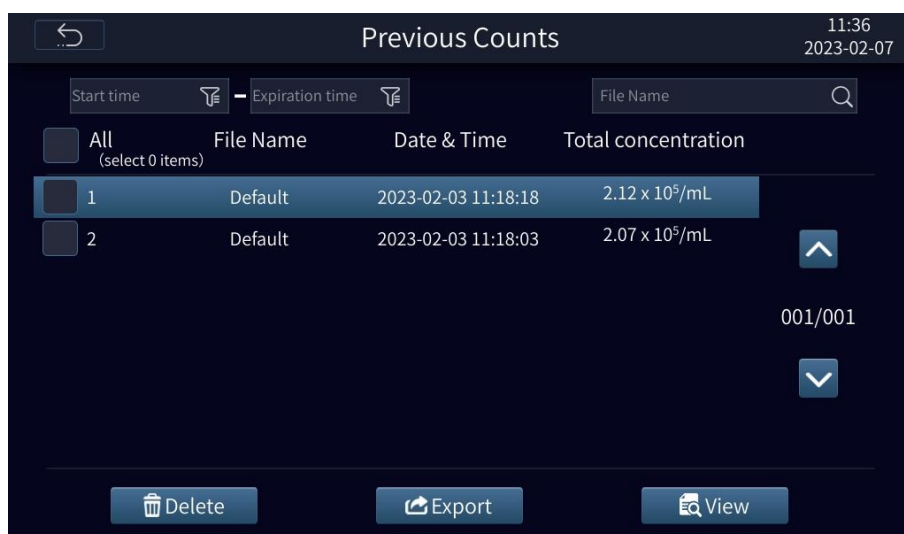 Previous Counts
11:36
2023-02-07
Start time – Expiration time
File Name
All File Name Date & Time Total concentration
(select 0 items)
1 Default 2023-02-03 11:18:18 2.12 x 10⁵/mL
2 Default 2023-02-03 11:18:03 2.07 x 10⁵/mL
001/001
Delete Export View